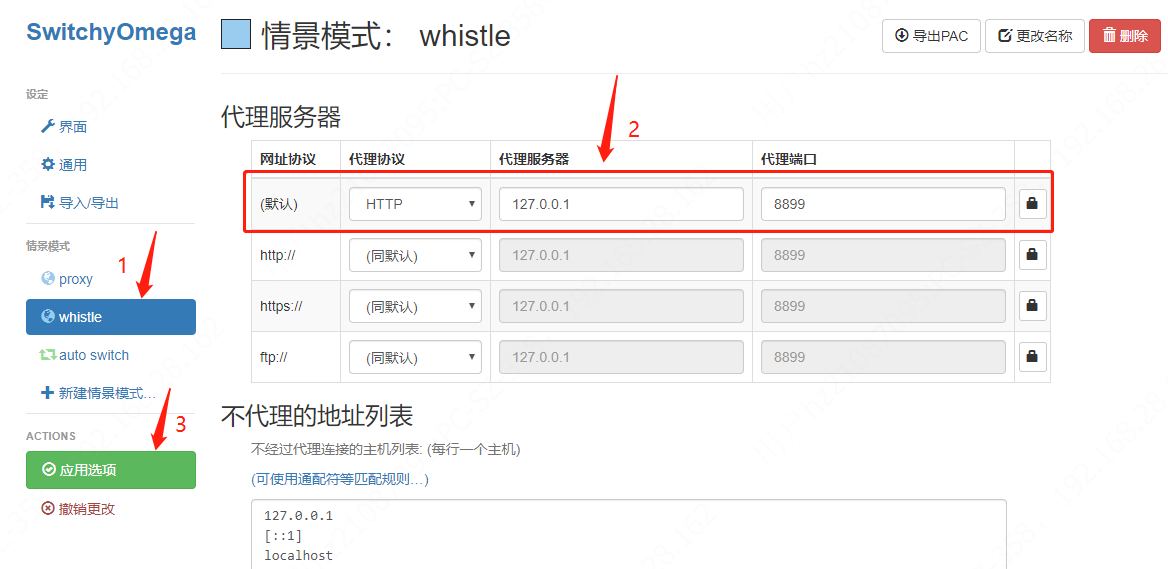 SwitchyOmega
情景模式： whistle
导出PAC
更改名称
删除
设定
界面
通用
导入/导出
情景模式
1
proxy
whistle
auto switch
新建情景模式…
ACTIONS
3
应用选项
撤销更改
代理服务器
2
网址协议 代理协议 代理服务器 代理端口
(默认) HTTP 127.0.0.1 8899
http:// (同默认) 127.0.0.1 8899
https:// (同默认) 127.0.0.1 8899
ftp:// (同默认) 127.0.0.1 8899
不代理的地址列表
不经过代理连接的主机列表: (每行一个主机)
(可使用通配符等匹配规则…)
127.0.0.1
[::1]
localhost